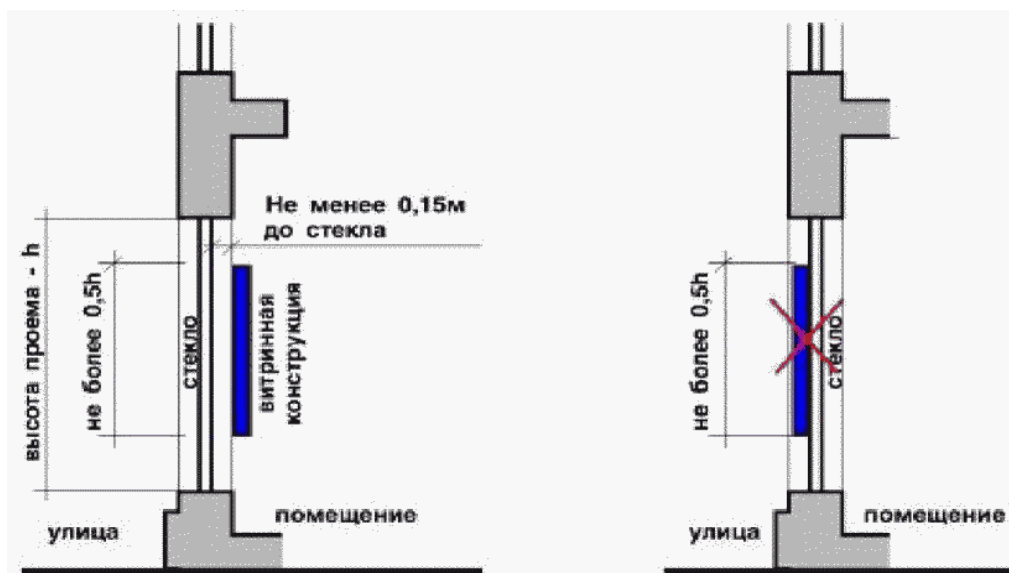 Не менее 0,15м
до стекла
высота проема - h
не более 0,5h
стекло
витринная
конструкция
улица
помещение
не более 0,5h
стекло
улица
помещение